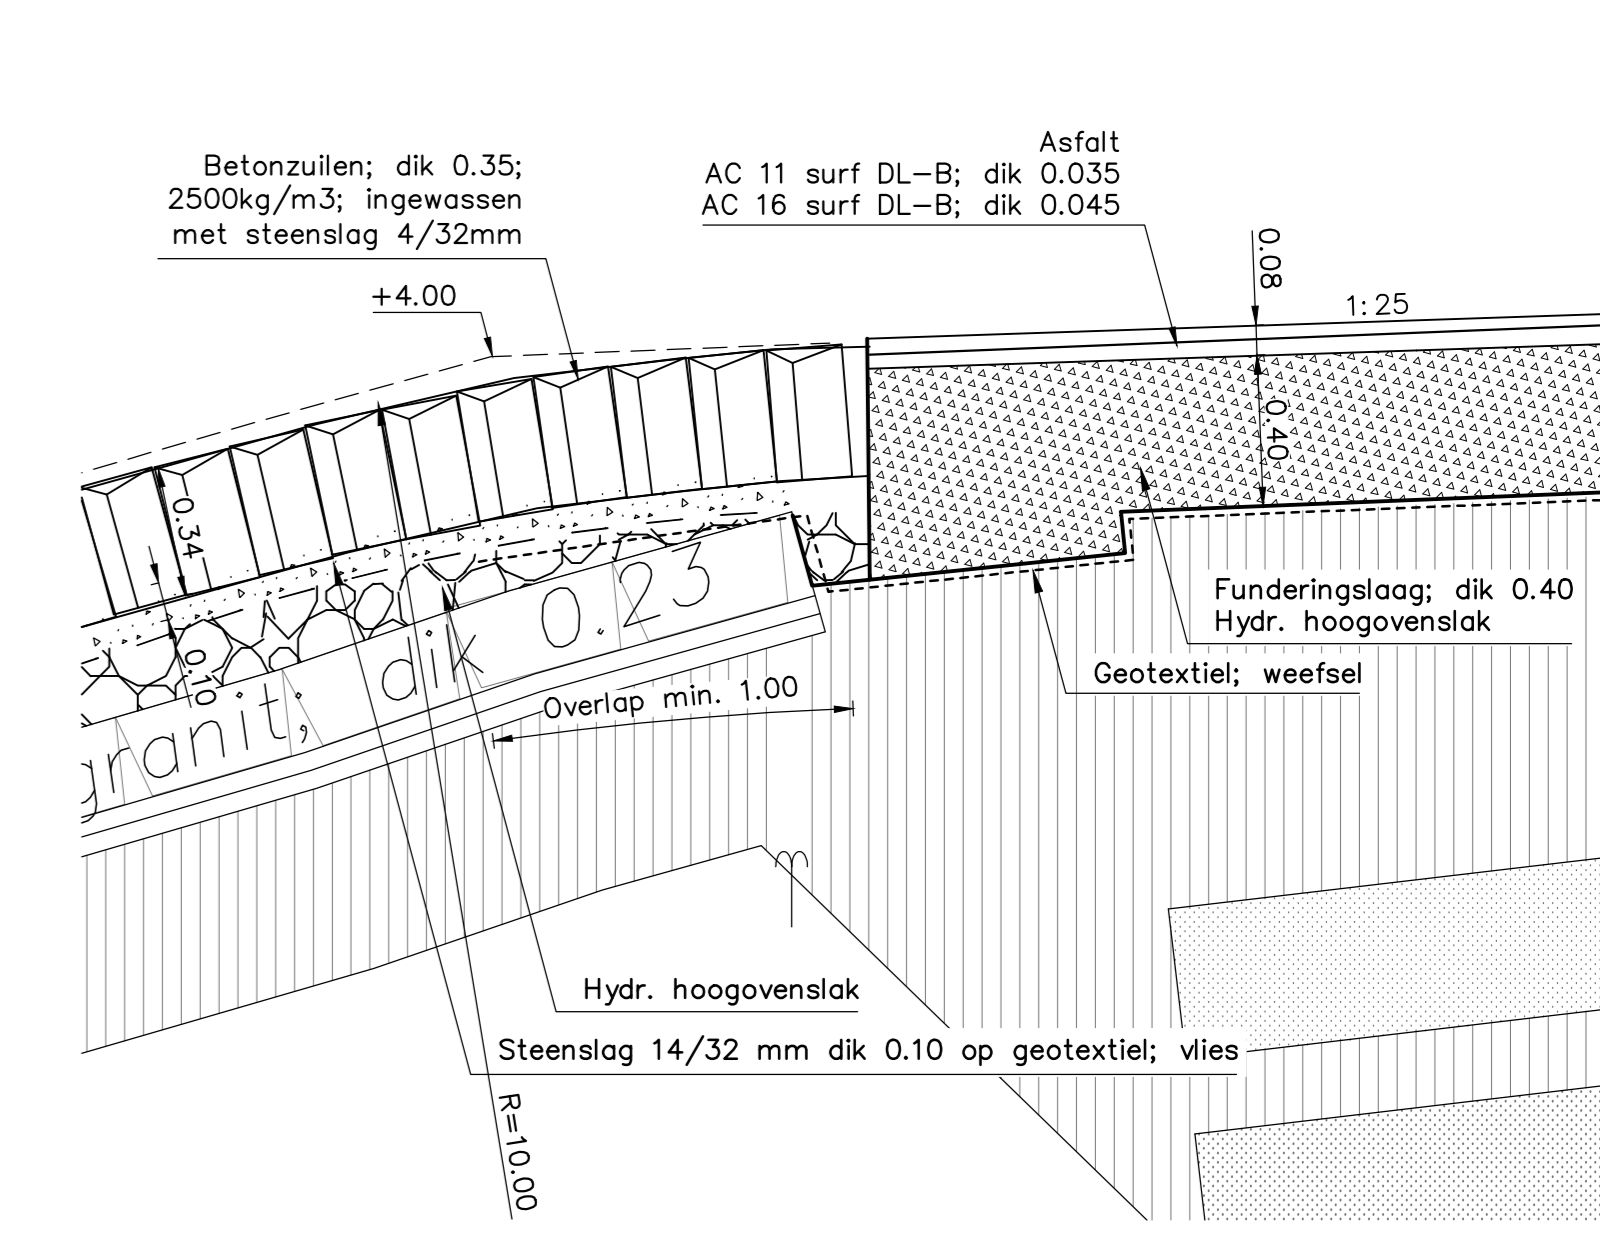 Asfalt
AC 11 surf DL-B; dik 0.035
AC 16 surf DL-B; dik 0.045
Betonzuilen; dik 0.35;
2500kg/m3; ingewassen
met steenslag 4/32mm
+4.00
0.08
1:25
0.40
0.34
0.10
granit; dik 0.23
Funderingslaag; dik 0.40
Hydr. hoogovenslak
Geotextiel; weefsel
Overlap min. 1.00
Hydr. hoogovenslak
Steenslag 14/32 mm dik 0.10 op geotextiel; vlies
R=10.00